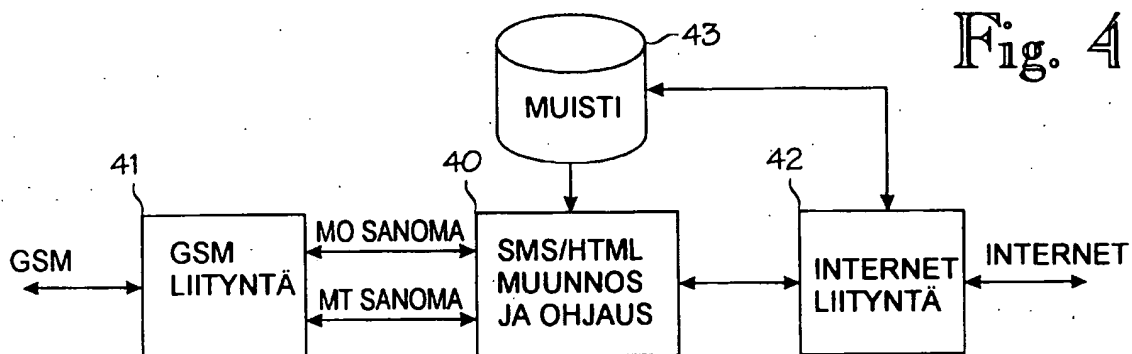 Fig. 4
43
MUISTI
41
40
42
GSM
GSM
LIITYNTÄ
MO SANOMA
MT SANOMA
SMS/HTML
MUUNNOS
JA OHJAUS
INTERNET
LIITYNTÄ
INTERNET